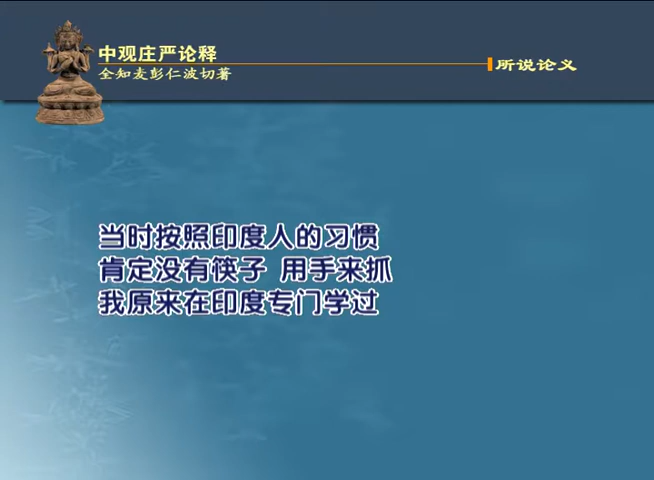 中观庄严论释
全知麦彭仁波切著
所说论义
当时按照印度人的习惯
肯定没有筷子 用手来抓
我原来在印度专门学过